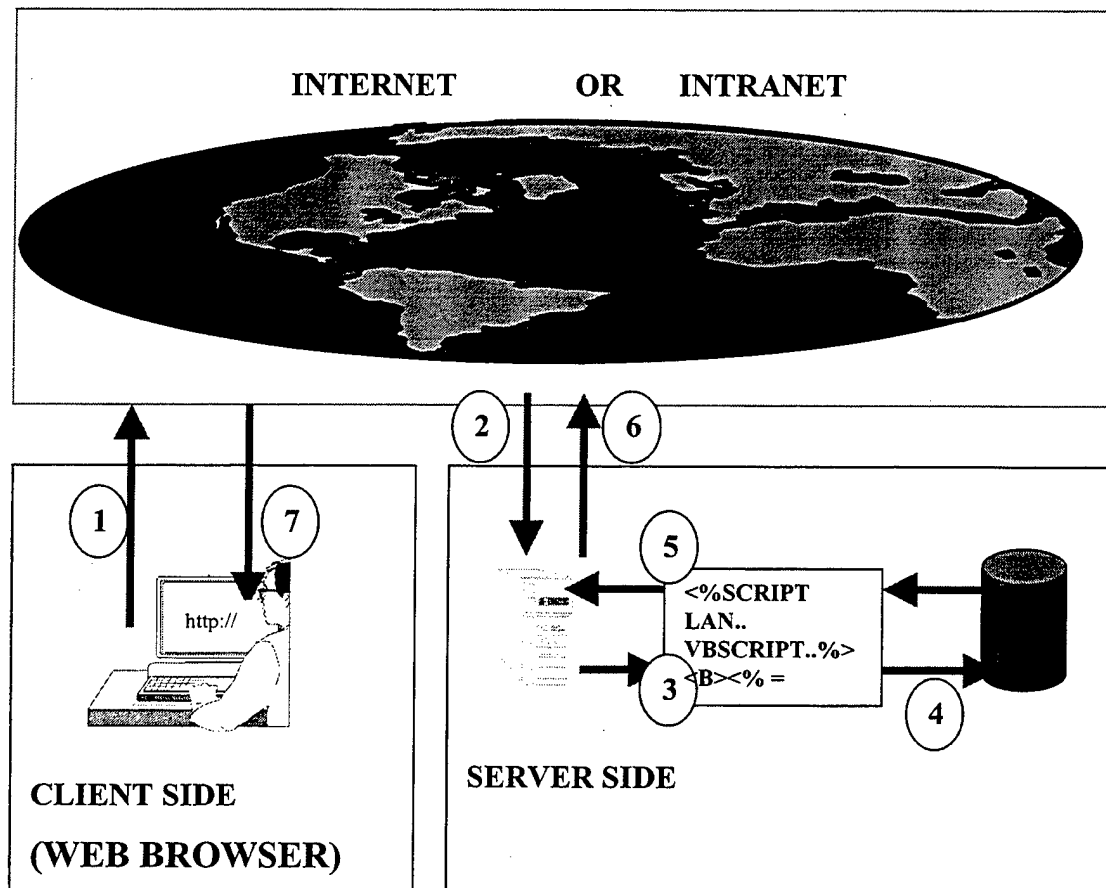 INTERNET OR INTRANET
2
6
1
7
http://
5
<%SCRIPT
LAN..
VBSCRIPT..%>
<B><% =
3
4
CLIENT SIDE
(WEB BROWSER)
SERVER SIDE